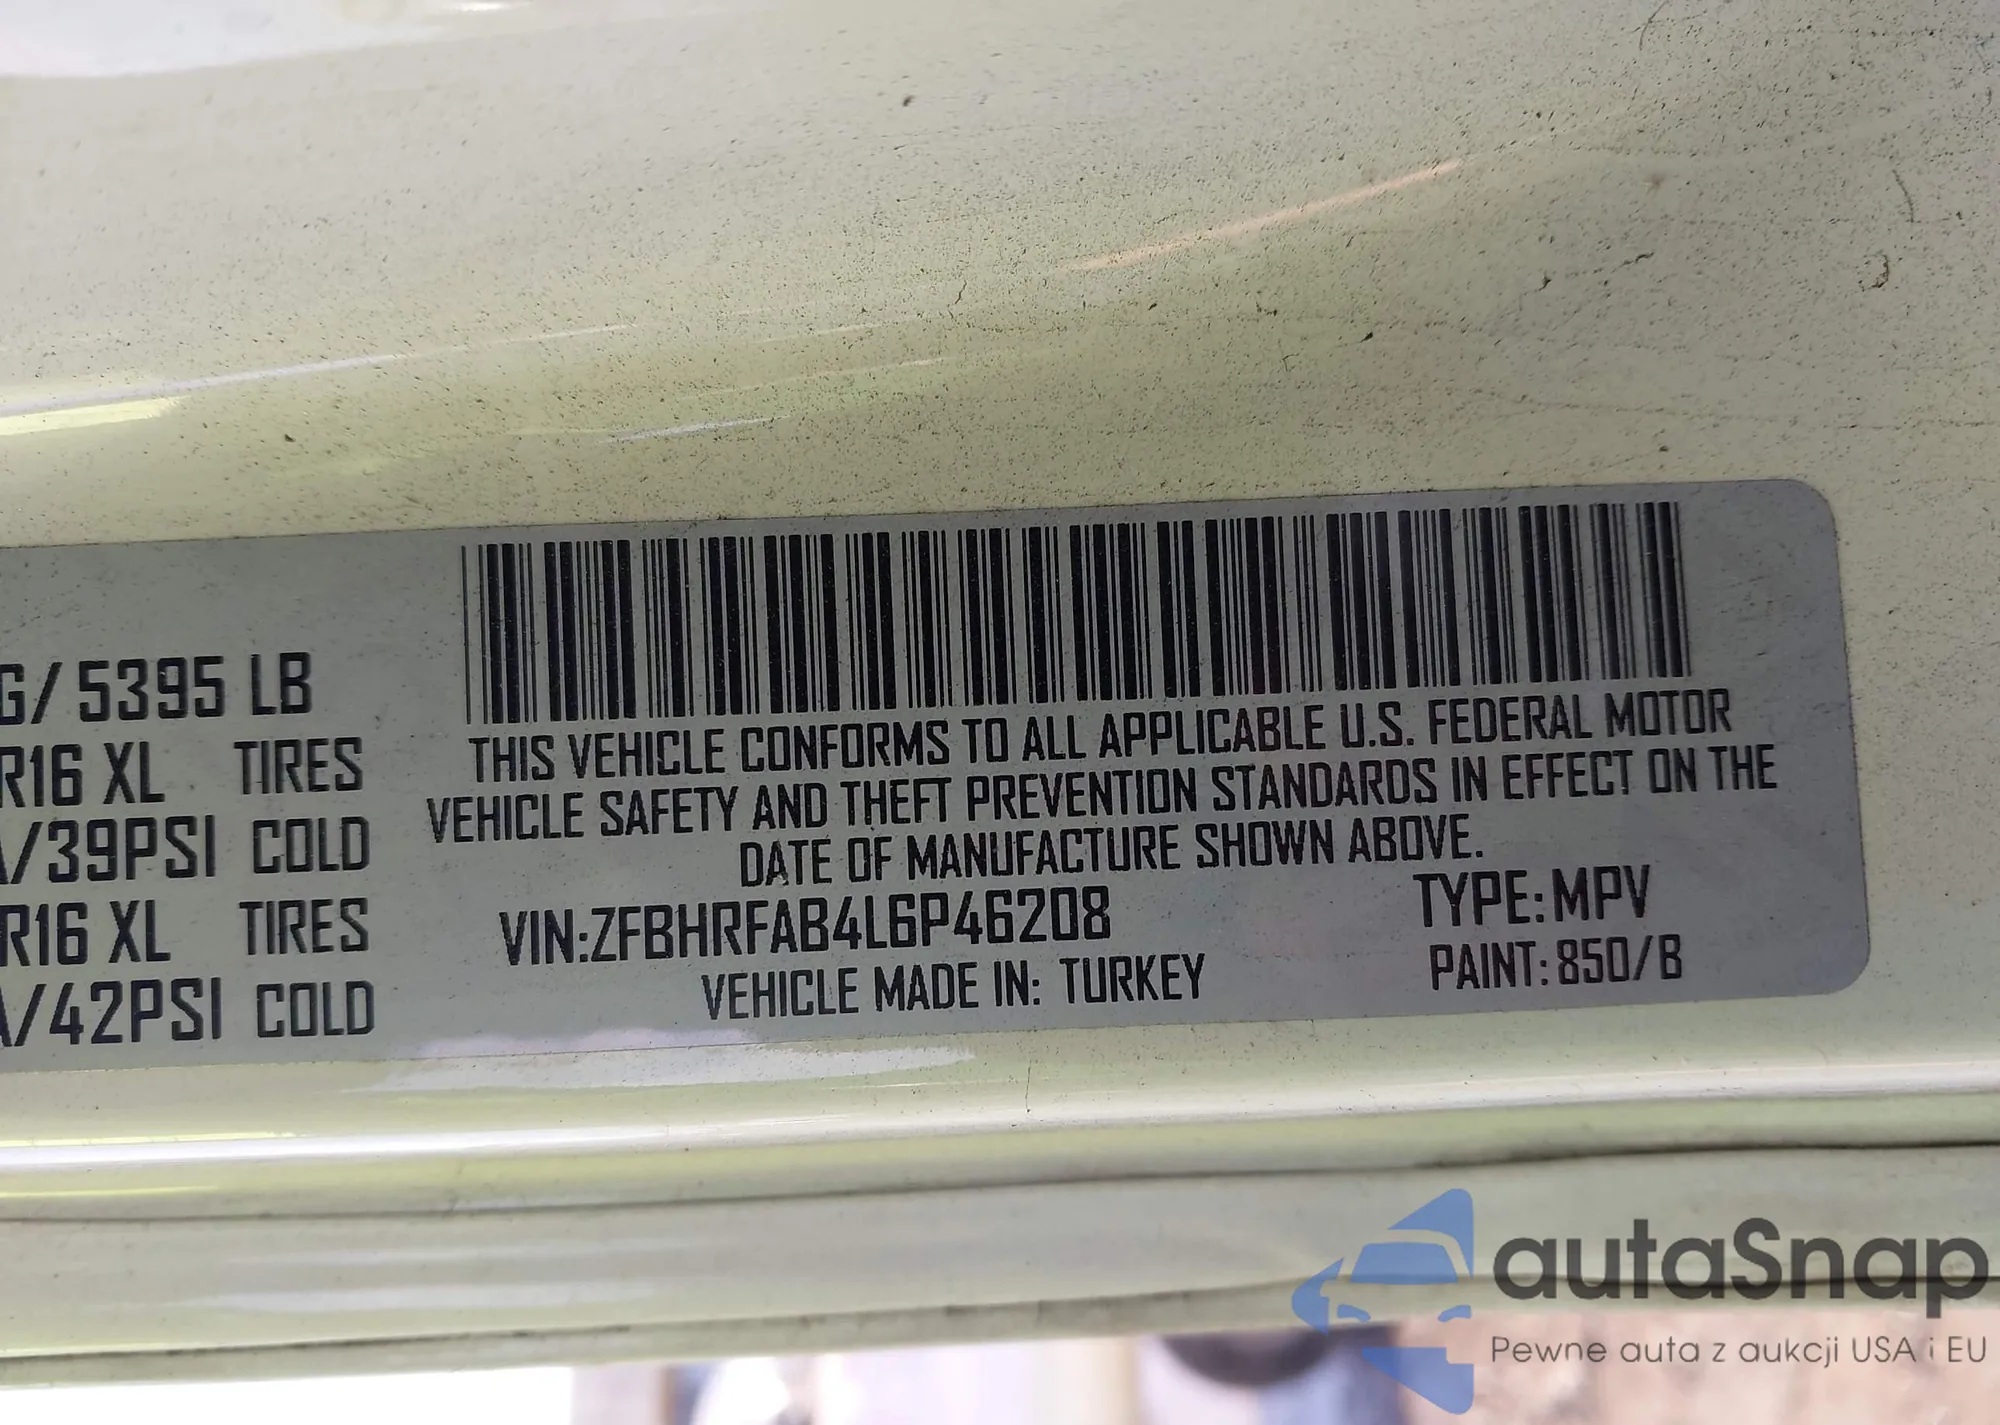 G/ 5395 LB
R16 XL TIRES
A/39PSI COLD
R16 XL TIRES
A/42PSI COLD
THIS VEHICLE CONFORMS TO ALL APPLICABLE U.S. FEDERAL MOTOR
VEHICLE SAFETY AND THEFT PREVENTION STANDARDS IN EFFECT ON THE
DATE OF MANUFACTURE SHOWN ABOVE.
VIN:ZFBHRFAB4L6P46208 TYPE:MPV
VEHICLE MADE IN: TURKEY PAINT:850/B
autaSnap
Pewne auta z aukcji USA i EU